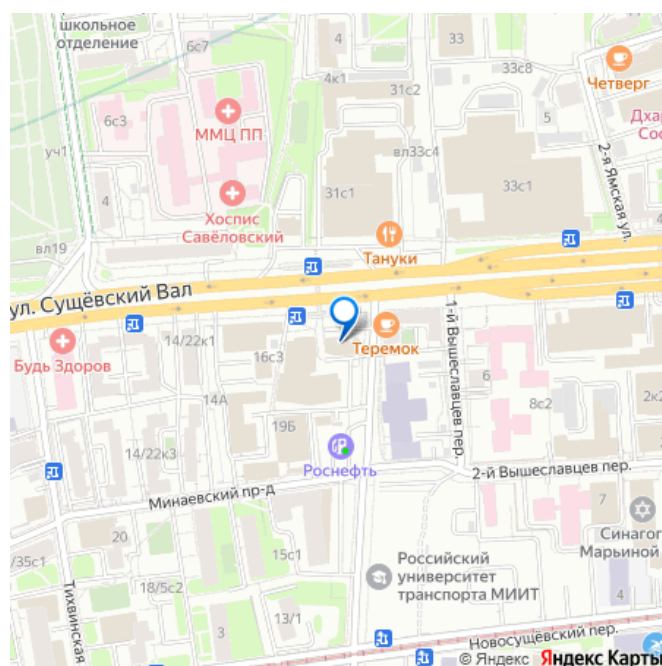 школьное
отделение
6с7
4
33
33с8
Четверг
4к1
31с2
5
6с3
ММЦ ПП
вл33с4
2-я Ямская ул.
уч1
4
31с1
33с1
Хоспис
Савёловский
вл19
Тануки
ул. Сущёвский Вал
Будь Здоров
14/22к1
16с3
Теремок
1-й Вышеславцев пер.
6
14А
8с2
2к2
19Б
14/22к3
Роснефть
2-й Вышеславцев пер.
Минаевский пр-д
7
20
Марьиной
15с1
/35с1
Российский
университет
транспорта МИИТ
18/5с2
4
Тихвинская
3
13/1
Новосущёвский пер.
© Яндекс Яндекс Карты